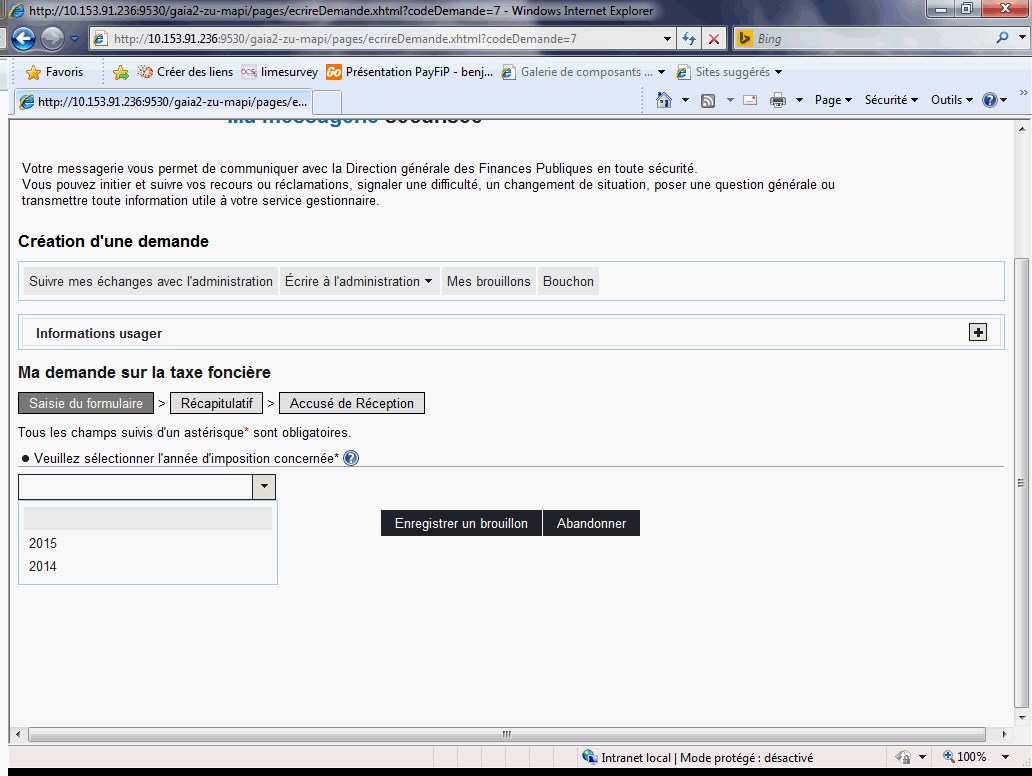 http://10.153.91.236:9530/gaia2-zu-mapi/pages/ecrireDemande.xhtml?codeDemande=7 - Windows Internet Explorer
http://10.153.91.236:9530/gaia2-zu-mapi/pages/ecrireDemande.xhtml?codeDemande=7 Bing
Favoris Créer des liens limesurvey Présentation PayFiP - benj... Galerie de composants ... Sites suggérés
http://10.153.91.236:9530/gaia2-zu-mapi/pages/e... Page Sécurité Outils
Ma messagerie sécurisée
Votre messagerie vous permet de communiquer avec la Direction générale des Finances Publiques en toute sécurité.
Vous pouvez initier et suivre vos recours ou réclamations, signaler une difficulté, un changement de situation, poser une question générale ou
transmettre toute information utile à votre service gestionnaire.
Création d'une demande
Suivre mes échanges avec l'administration Écrire à l'administration Mes brouillons Bouchon
Informations usager
Ma demande sur la taxe foncière
Saisie du formulaire > Récapitulatif > Accusé de Réception
Tous les champs suivis d'un astérisque* sont obligatoires.
● Veuillez sélectionner l'année d'imposition concernée*
Enregistrer un brouillon Abandonner
2015
2014
Intranet local | Mode protégé : désactivé 100%